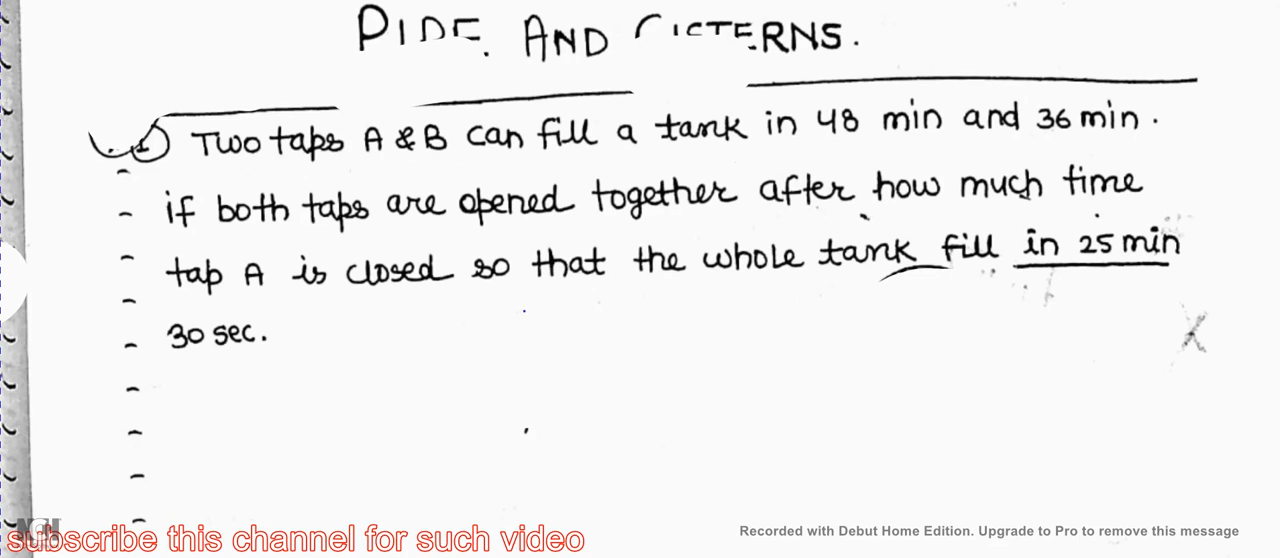 PIPE AND CISTERNS.
1) Two taps A & B can fill a tank in 48 min and 36 min.
if both taps are opened together after how much time
tap A is closed so that the whole tank fill in 25 min
30 sec.
subscribe this channel for such video
Recorded with Debut Home Edition. Upgrade to Pro to remove this message